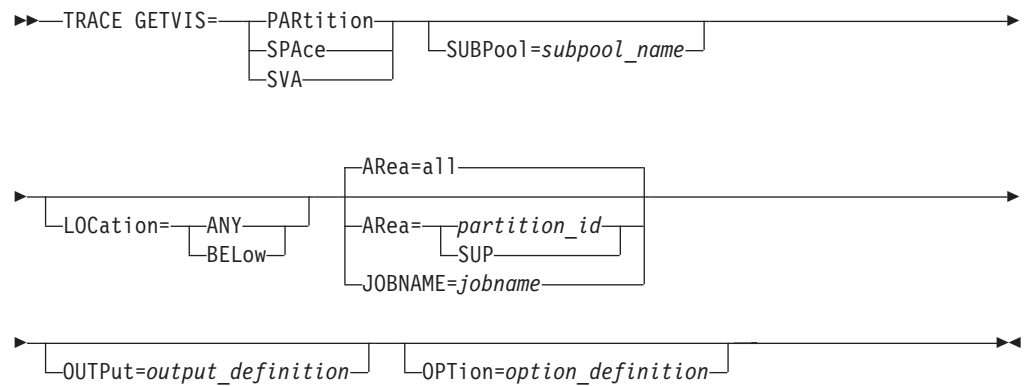 TRACE GETVIS= PARtition
SPAce
SUBPool=subpool_name
SVA
ARea=all
LOCation= ANY
BELow
ARea= partition_id
SUP
JOBNAME=jobname
OUTPut=output_definition OPTion=option_definition